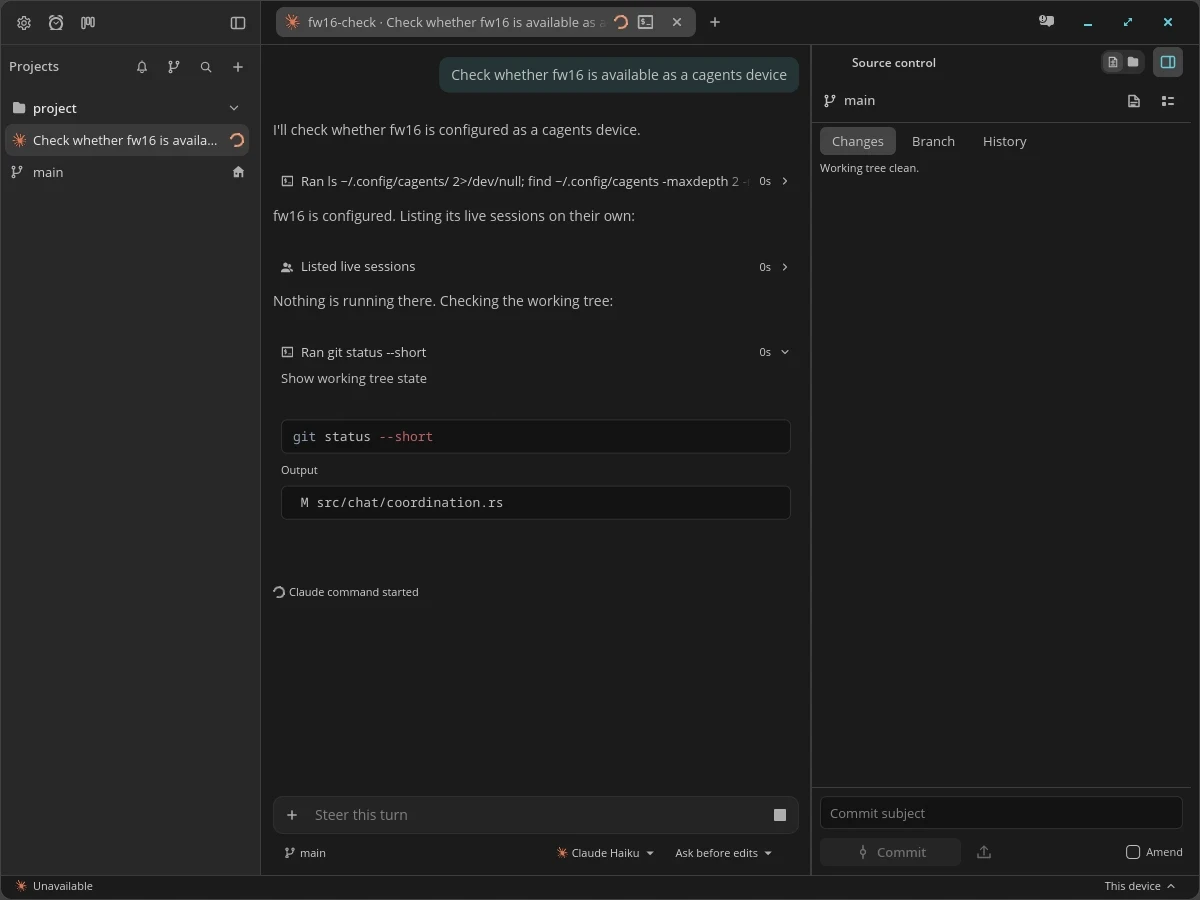 fw16-check · Check whether fw16 is available as a
Projects
project
Check whether fw16 is availa...
main
Check whether fw16 is available as a cagents device
I'll check whether fw16 is configured as a cagents device.
Ran ls ~/.config/cagents/ 2>/dev/null; find ~/.config/cagents -maxdepth 2 - 0s
fw16 is configured. Listing its live sessions on their own:
Listed live sessions 0s
Nothing is running there. Checking the working tree:
Ran git status --short 0s
Show working tree state
git status --short
Output
M src/chat/coordination.rs
Claude command started
Steer this turn
main Claude Haiku Ask before edits
Source control
main
Changes Branch History
Working tree clean.
Commit subject
Commit Amend
Unavailable This device